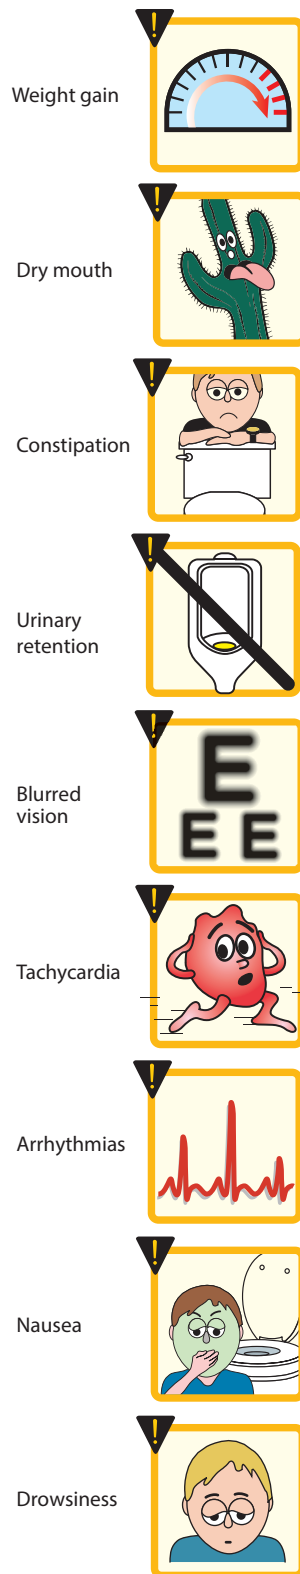 !
Weight gain
!
Dry mouth
!
Constipation
!
Urinary
retention
!
Blurred
vision
E
E E
!
Tachycardia
!
Arrhythmias
!
Nausea
!
Drowsiness